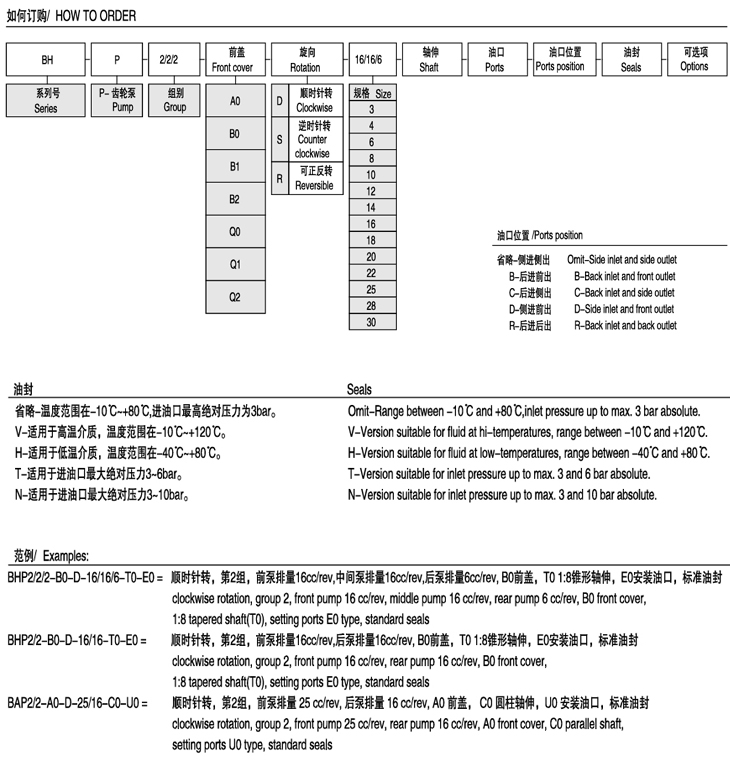 如何订购/ HOW TO ORDER
BH P 2/2/2 前盖 Front cover 旋向 Rotation 16/16/6 轴伸 Shaft 油口 Ports 油口位置 Ports position 油封 Seals 可选项 Options
系列号 Series P-齿轮泵 Pump 组别 Group
A0
B0
B1
B2
Q0
Q1
Q2
D 顺时针转 Clockwise
S 逆时针转 Counter clockwise
R 可正反转 Reversible
规格 Size
3
4
6
8
10
12
14
16
18
20
22
25
28
30
油口位置 /Ports position
省略-侧进侧出 Omit-Side inlet and side outlet
B-后进前出 B-Back inlet and front outlet
C-后进侧出 C-Back inlet and side outlet
D-侧进前出 D-Side inlet and front outlet
R-后进后出 R-Back inlet and back outlet
油封 Seals
省略-温度范围在-10℃~+80℃,进油口最高绝对压力为3bar。 Omit-Range between -10℃ and +80℃,inlet pressure up to max. 3 bar absolute.
V-适用于高温介质，温度范围在-10℃~+120℃。 V-Version suitable for fluid at hi-temperatures, range between -10℃ and +120℃.
H-适用于低温介质，温度范围在-40℃~+80℃。 H-Version suitable for fluid at low-temperatures, range between -40℃ and +80℃.
T-适用于进油口最大绝对压力3~6bar。 T-Version suitable for inlet pressure up to max. 3 and 6 bar absolute.
N-适用于进油口最大绝对压力3~10bar。 N-Version suitable for inlet pressure up to max. 3 and 10 bar absolute.
范例/ Examples:
BHP2/2/2-B0-D-16/16/6-T0-E0 = 顺时针转，第2组，前泵排量16cc/rev,中间泵排量16cc/rev,后泵排量6cc/rev, B0前盖，T0 1:8锥形轴伸，E0安装油口，标准油封
clockwise rotation, group 2, front pump 16 cc/rev, middle pump 16 cc/rev, rear pump 6 cc/rev, B0 front cover,
1:8 tapered shaft(T0), setting ports E0 type, standard seals
BHP2/2-B0-D-16/16-T0-E0 = 顺时针转，第2组，前泵排量16cc/rev,后泵排量16cc/rev, B0前盖，T0 1:8锥形轴伸，E0安装油口，标准油封
clockwise rotation, group 2, front pump 16 cc/rev, rear pump 16 cc/rev, B0 front cover,
1:8 tapered shaft(T0), setting ports E0 type, standard seals
BAP2/2-A0-D-25/16-C0-U0 = 顺时针转，第2组，前泵排量 25 cc/rev, 后泵排量 16 cc/rev, A0 前盖， C0 圆柱轴伸，U0 安装油口，标准油封
clockwise rotation, group 2, front pump 25 cc/rev, rear pump 16 cc/rev, A0 front cover, C0 parallel shaft,
setting ports U0 type, standard seals